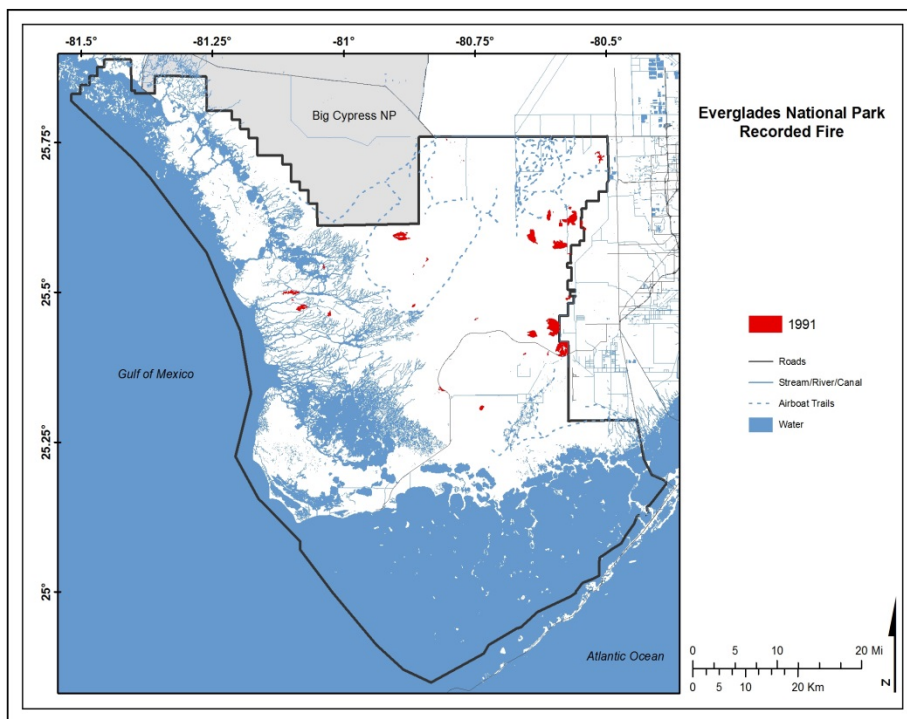 -81.5°
-81.25°
-81°
-80.75°
-80.5°
Big Cypress NP
Everglades National Park
Recorded Fire
25.75°
25.5°
25.25°
25°
1991
Roads
Gulf of Mexico
Stream/River/Canal
Airboat Trails
Water
Atlantic Ocean
0 5 10 20 Mi
0 5 10 20 Km
N